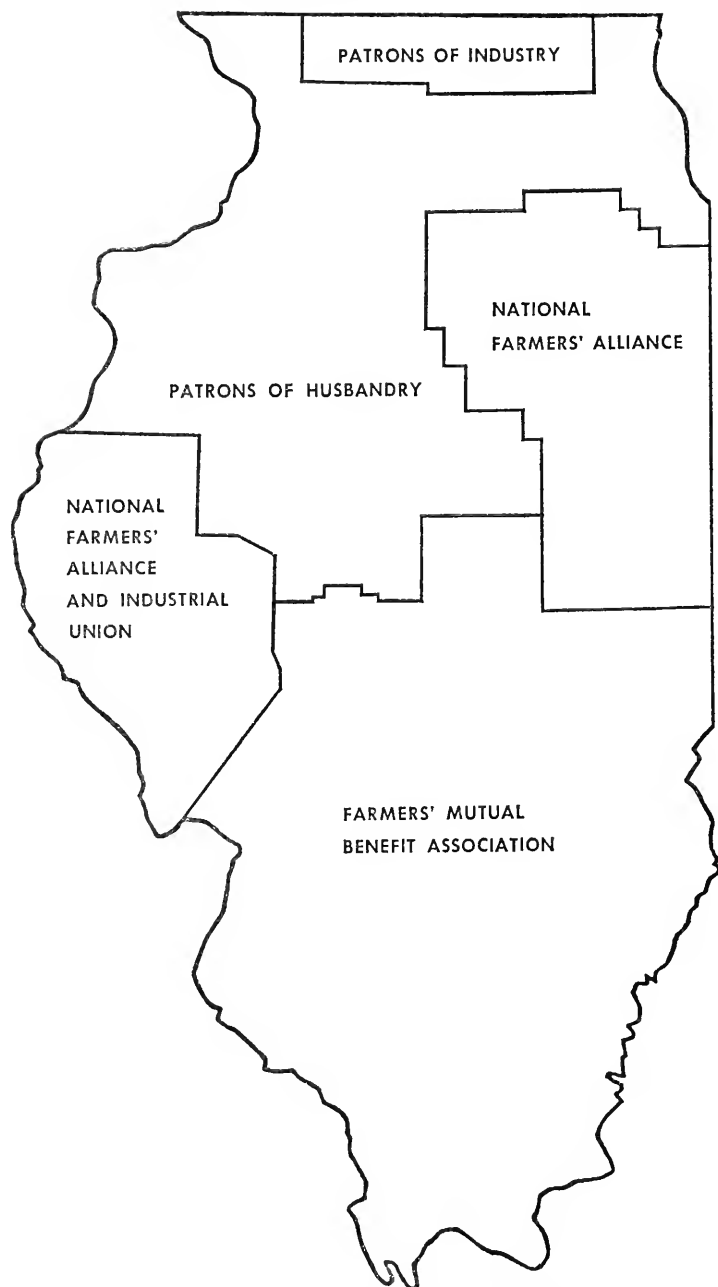 PATRONS OF INDUSTRY
NATIONAL
FARMERS' ALLIANCE
PATRONS OF HUSBANDRY
NATIONAL
FARMERS'
ALLIANCE
AND INDUSTRIAL
UNION
FARMERS' MUTUAL
BENEFIT ASSOCIATION